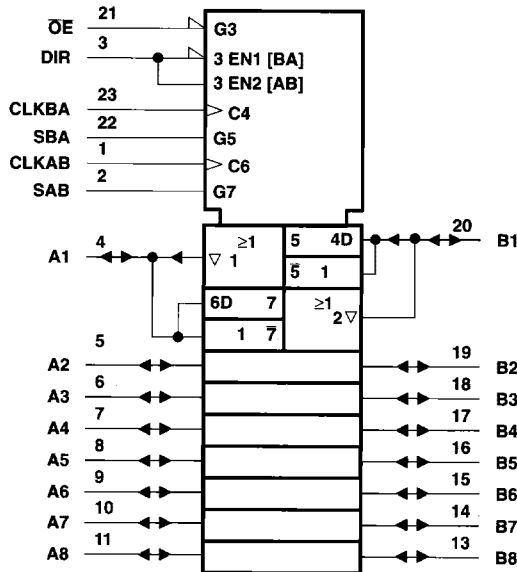 21
O̅E̅ G3
3
DIR 3 EN1 [BA]
3 EN2 [AB]
23
CLKBA C4
22
SBA G5
1
CLKAB C6
2
SAB G7
4 ≥1 5 4D 20
A1 ▽ 1 5̅ 1 B1
6D 7 ≥1
1 7̅ 2 ▽
5 19
A2 B2
6 18
A3 B3
7 17
A4 B4
8 16
A5 B5
9 15
A6 B6
10 14
A7 B7
11 13
A8 B8